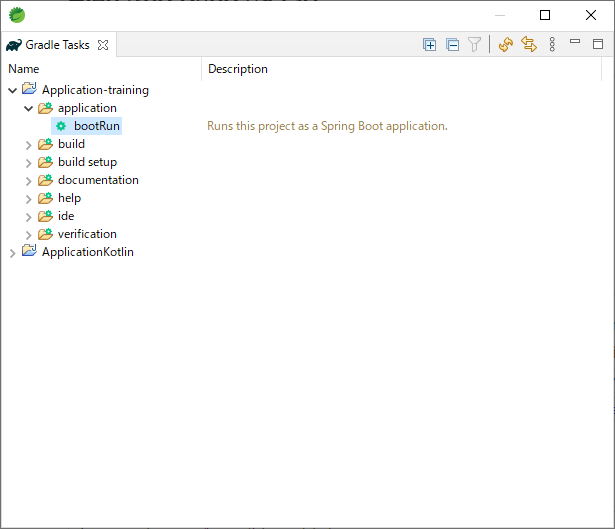 Gradle Tasks
Name Description
Application-training
application
bootRun Runs this project as a Spring Boot application.
build
build setup
documentation
help
ide
verification
ApplicationKotlin